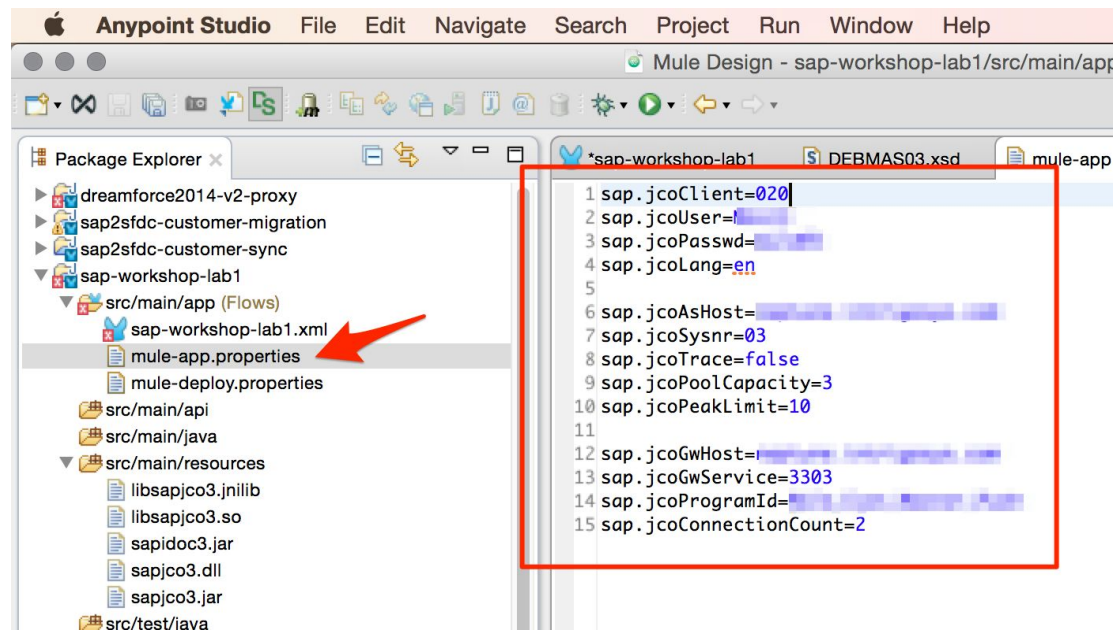 Anypoint Studio File Edit Navigate Search Project Run Window Help
Mule Design - sap-workshop-lab1/src/main/app
Package Explorer
*sap-workshop-lab1 DEBMAS03.xsd mule-app
dreamforce2014-v2-proxy
sap2sfdc-customer-migration
sap2sfdc-customer-sync
sap-workshop-lab1
src/main/app (Flows)
sap-workshop-lab1.xml
mule-app.properties
mule-deploy.properties
src/main/api
src/main/java
src/main/resources
libsapjco3.jnilib
libsapjco3.so
sapidoc3.jar
sapjco3.dll
sapjco3.jar
src/test/java
1 sap.jcoClient=020
2 sap.jcoUser=
3 sap.jcoPasswd=
4 sap.jcoLang=en
5
6 sap.jcoAsHost=
7 sap.jcoSysnr=03
8 sap.jcoTrace=false
9 sap.jcoPoolCapacity=3
10 sap.jcoPeakLimit=10
11
12 sap.jcoGwHost=
13 sap.jcoGwService=3303
14 sap.jcoProgramId=
15 sap.jcoConnectionCount=2